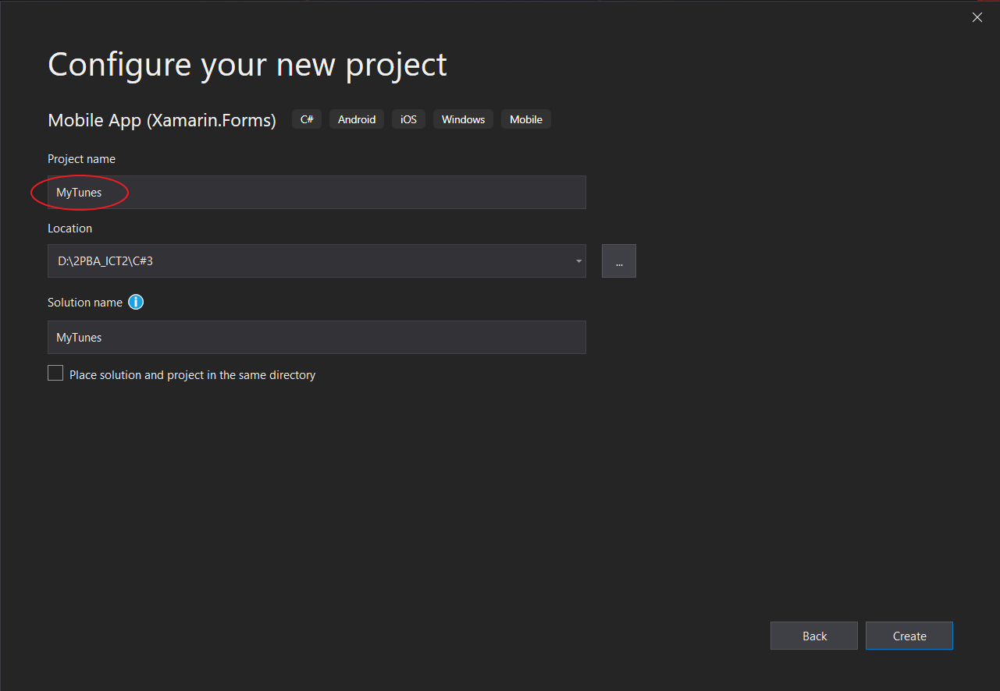 Configure your new project
Mobile App (Xamarin.Forms) C# Android iOS Windows Mobile
Project name
MyTunes
Location
D:\2PBA_ICT2\C#3
...
Solution name i
MyTunes
Place solution and project in the same directory
Back Create